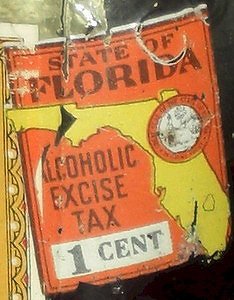 STATE OF
FLORIDA
ALCOHOLIC
EXCISE
TAX
1 CENT